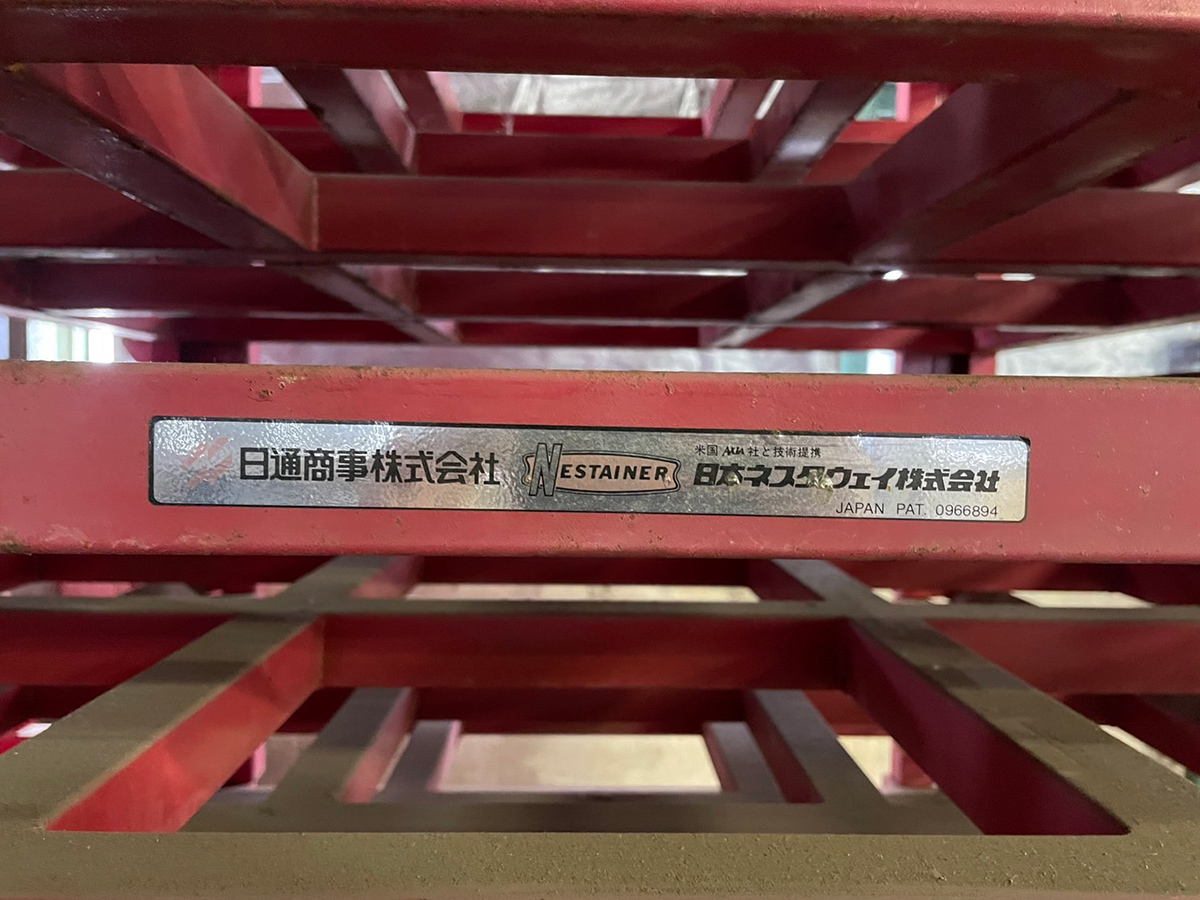 日通商事株式会社
NESTAINER
米国 社と技術提携
日本ネスタウェイ株式会社
JAPAN PAT. 0966894